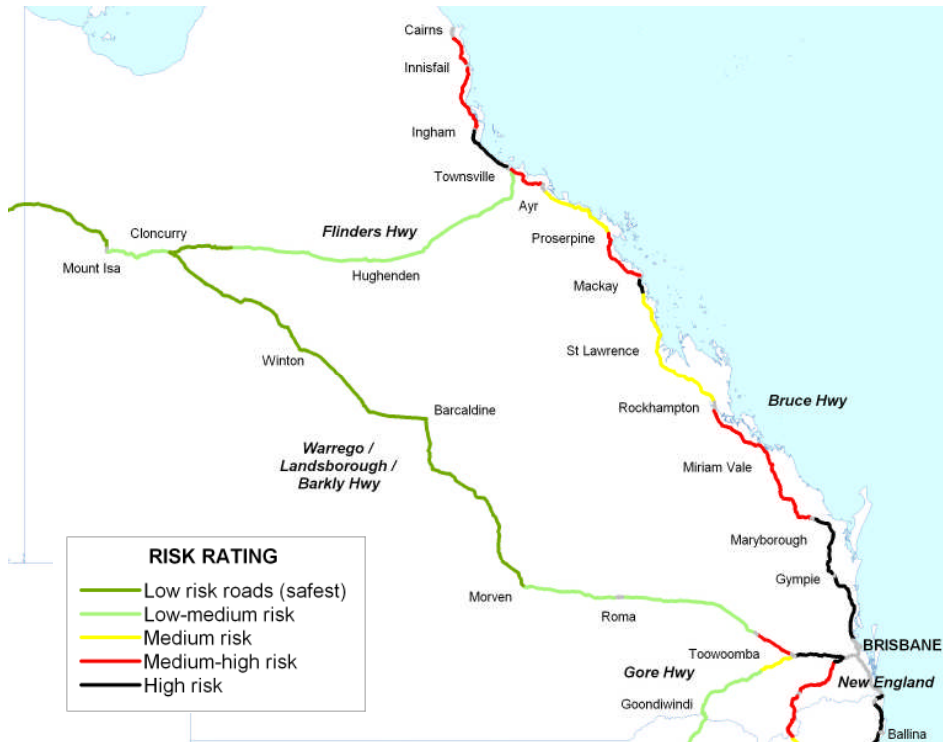 Cairns
Innisfail
Ingham
Townsville
Ayr
Cloncurry
Flinders Hwy
Proserpine
Mount Isa
Hughenden
Mackay
St Lawrence
Winton
Bruce Hwy
Barcaldine
Rockhampton
Warrego /
Landsborough /
Barkly Hwy
Miriam Vale
Maryborough
RISK RATING
Low risk roads (safest)
Low-medium risk
Medium risk
Medium-high risk
High risk
Gympie
Morven
Roma
BRISBANE
Toowoomba
Gore Hwy
New England
Goondiwindi
Ballina